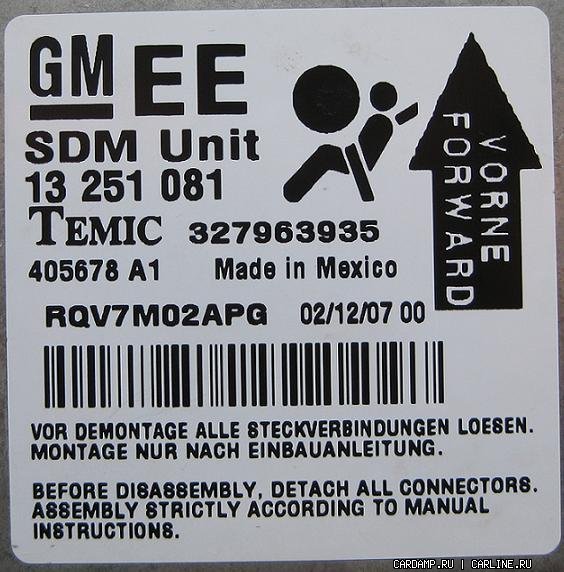 GM EE
SDM Unit
13 251 081
TEMIC 327963935
405678 A1 Made in Mexico
RQV7M02APG 02/12/07 00
VORNE
FORWARD
VOR DEMONTAGE ALLE STECKVERBINDUNGEN LOESEN.
MONTAGE NUR NACH EINBAUANLEITUNG.
BEFORE DISASSEMBLY, DETACH ALL CONNECTORS.
ASSEMBLY STRICTLY ACCORDING TO MANUAL
INSTRUCTIONS.
CARDAMP.RU | CARLINE.RU